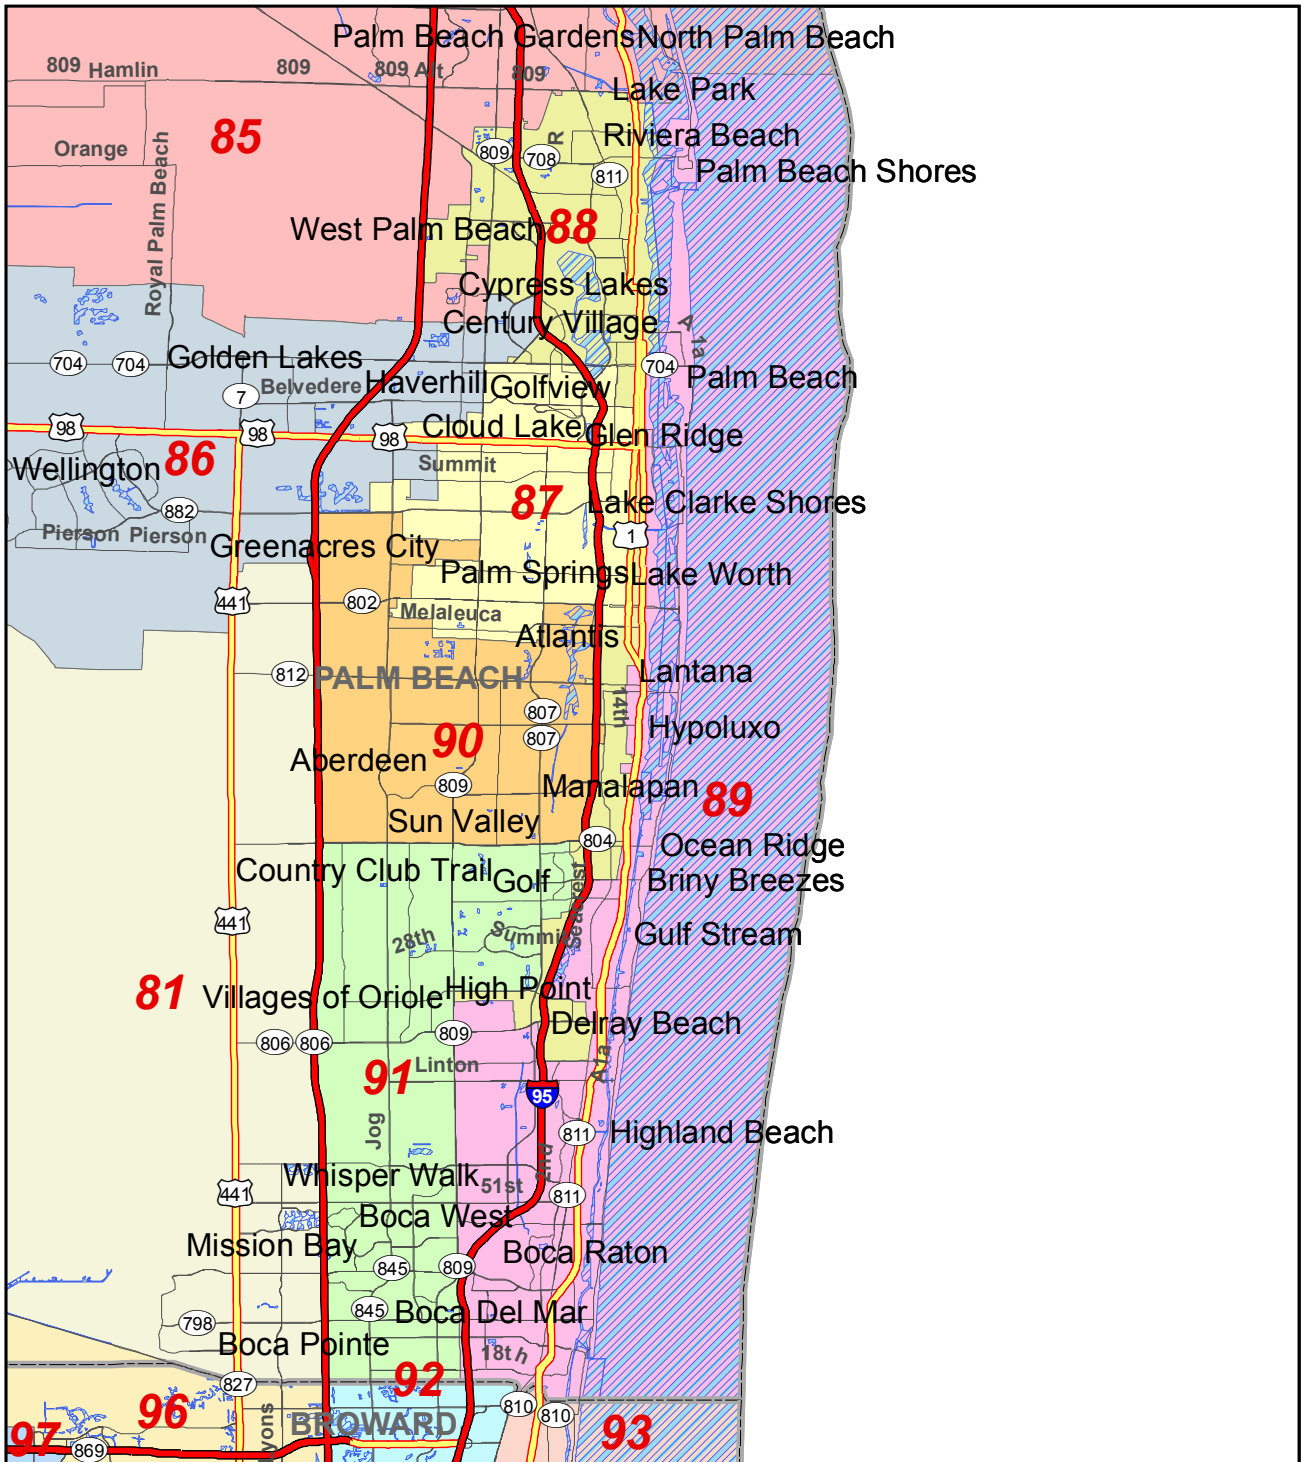 Palm Beach Gardens North Palm Beach
809 Hamlin 809 809 Alt 809
Lake Park
85
Orange
Royal Palm Beach
R
Riviera Beach
809 708 811
Palm Beach Shores
West Palm Beach 88
Cypress Lakes
Century Village
A1a
704 704 Golden Lakes 704
7 Belvedere Haverhill Golfview Palm Beach
98 98 98 Cloud Lake Glen Ridge
Wellington 86 Summit
882 87 Lake Clarke Shores
Pierson Pierson Greenacres City 1
Palm Springs Lake Worth
441 802 Melaleuca
Atlantis
812 PALM BEACH Lantana
14th
807
Hypoluxo
90 807
Aberdeen
809 Manalapan 89
Sun Valley
804 Ocean Ridge
Country Club Trail Golf Briny Breezes
Seacrest
441 28th Summit Gulf Stream
81 Villages of Oriole High Point
Delray Beach
806 806 809
91 Linton A1a
95
Jog
811 Highland Beach
2nd
Whisper Walk 51st
441 811
Boca West
Mission Bay Boca Raton
845 809
845 Boca Del Mar
798
Boca Pointe 18th
827 92
96 810 810
Lyons BROWARD 93
97 869